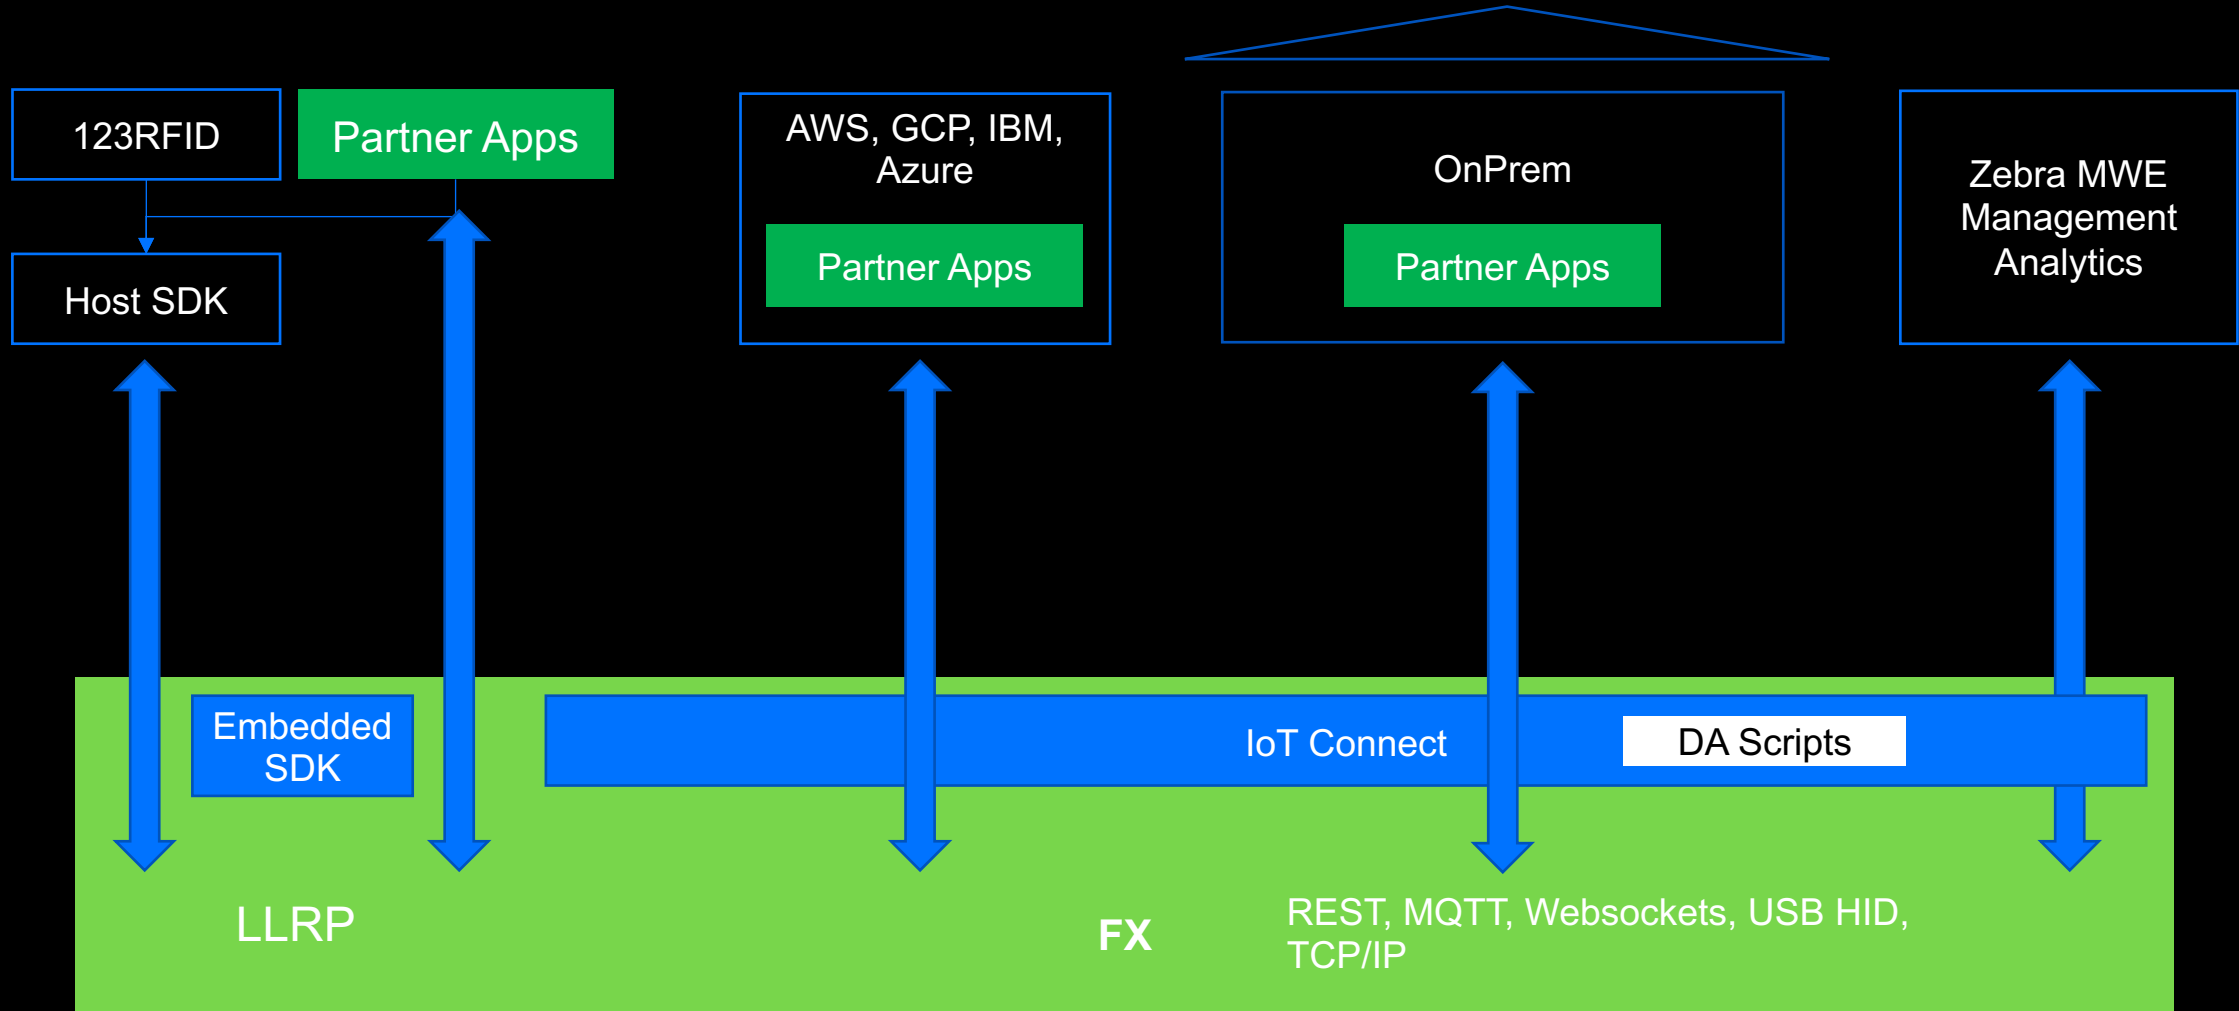 123RFID
Partner Apps
Host SDK
AWS, GCP, IBM,
Azure
Partner Apps
OnPrem
Partner Apps
Zebra MWE
Management
Analytics
Embedded
SDK
IoT Connect
DA Scripts
LLRP
FX
REST, MQTT, Websockets, USB HID,
TCP/IP